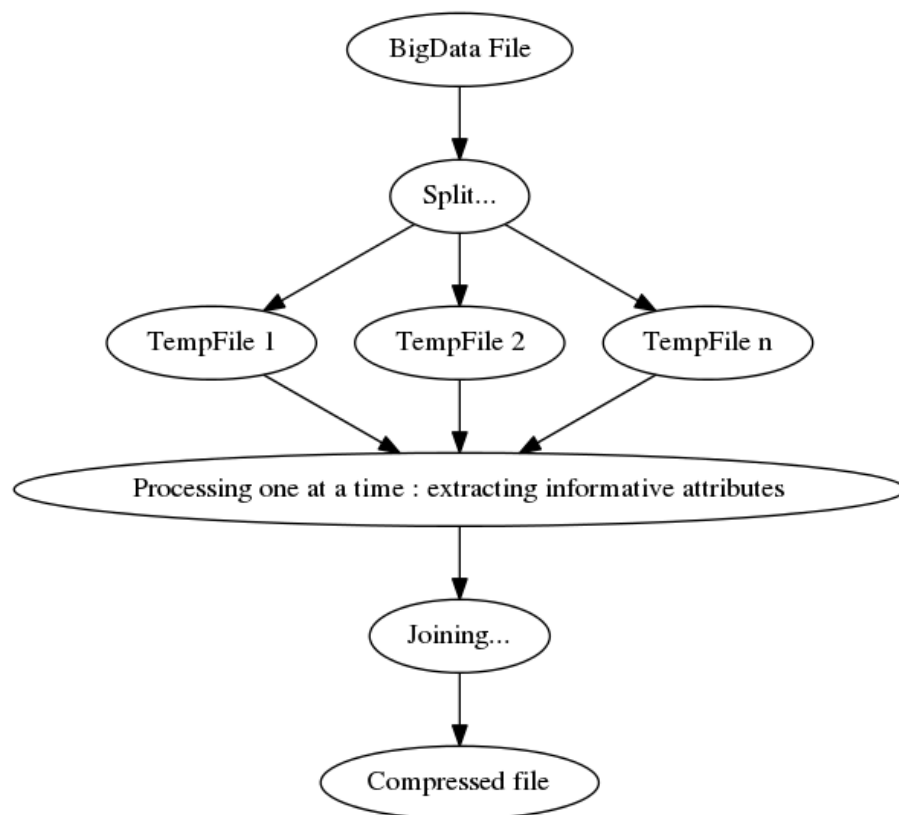 BigData File
Split...
TempFile 1
TempFile 2
TempFile n
Processing one at a time : extracting informative attributes
Joining...
Compressed file